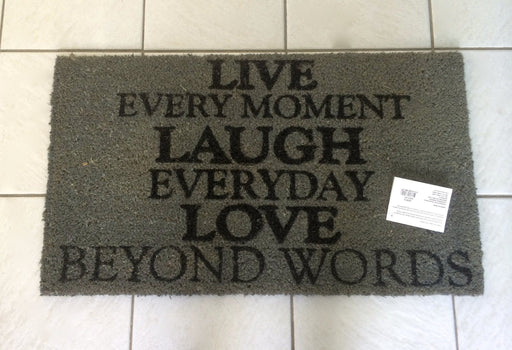 LIVE
EVERY MOMENT
LAUGH
EVERYDAY
LOVE
BEYOND WORDS